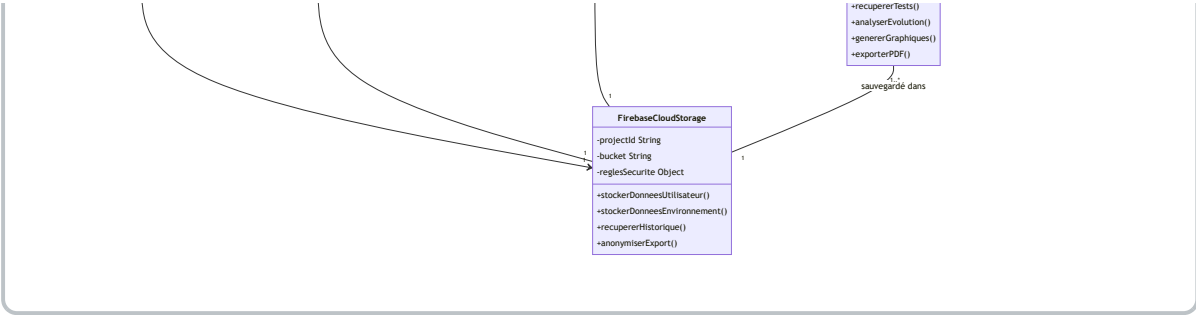 +recupererTests()
+analyserEvolution()
+genererGraphiques()
+exporterPDF()
1..*
sauvegardé dans
1
FirebaseCloudStorage
-projectId String
-bucket String
-reglesSecurite Object
+stockerDonneesUtilisateur()
+stockerDonneesEnvironnement()
+recupererHistorique()
+anonymiserExport()
1
1
1